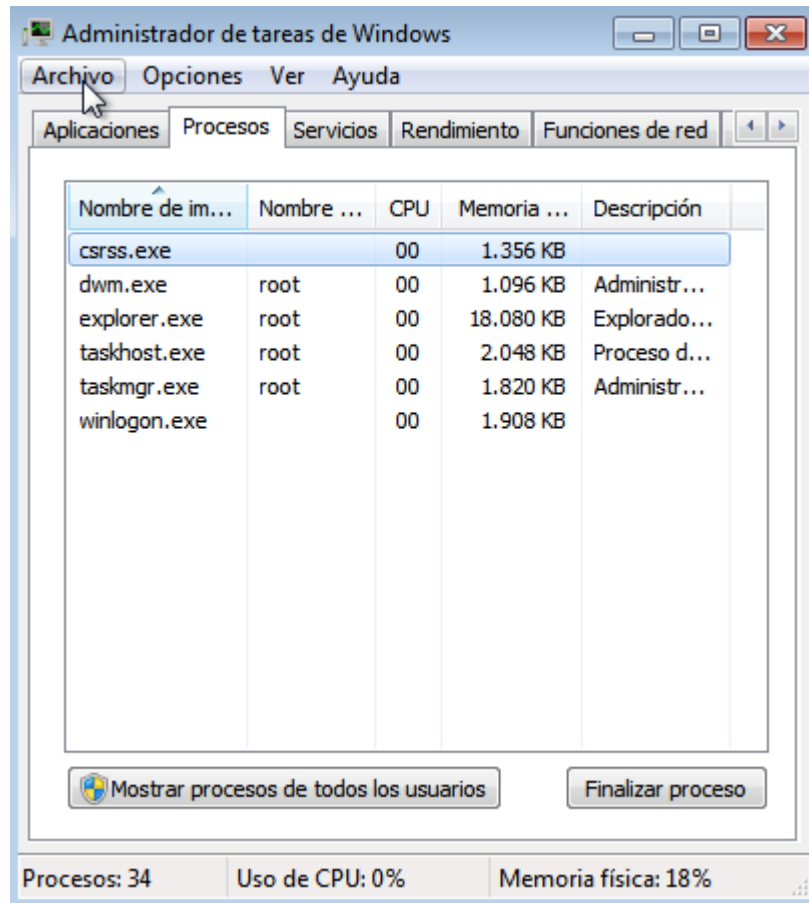 Administrador de tareas de Windows
Archivo Opciones Ver Ayuda
Aplicaciones Procesos Servicios Rendimiento Funciones de red
Nombre de im... Nombre ... CPU Memoria ... Descripción
csrss.exe 00 1.356 KB
dwm.exe root 00 1.096 KB Administr...
explorer.exe root 00 18.080 KB Explorado...
taskhost.exe root 00 2.048 KB Proceso d...
taskmgr.exe root 00 1.820 KB Administr...
winlogon.exe 00 1.908 KB
Mostrar procesos de todos los usuarios Finalizar proceso
Procesos: 34 Uso de CPU: 0% Memoria física: 18%